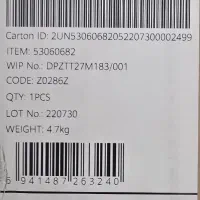 Carton ID: 2UN53060682052207300002499
ITEM: 53060682
WIP No.: DPZTT27M183/001
CODE: Z0286Z
QTY: 1PCS
LOT No.: 220730
WEIGHT: 4.7kg
6 941487 263240